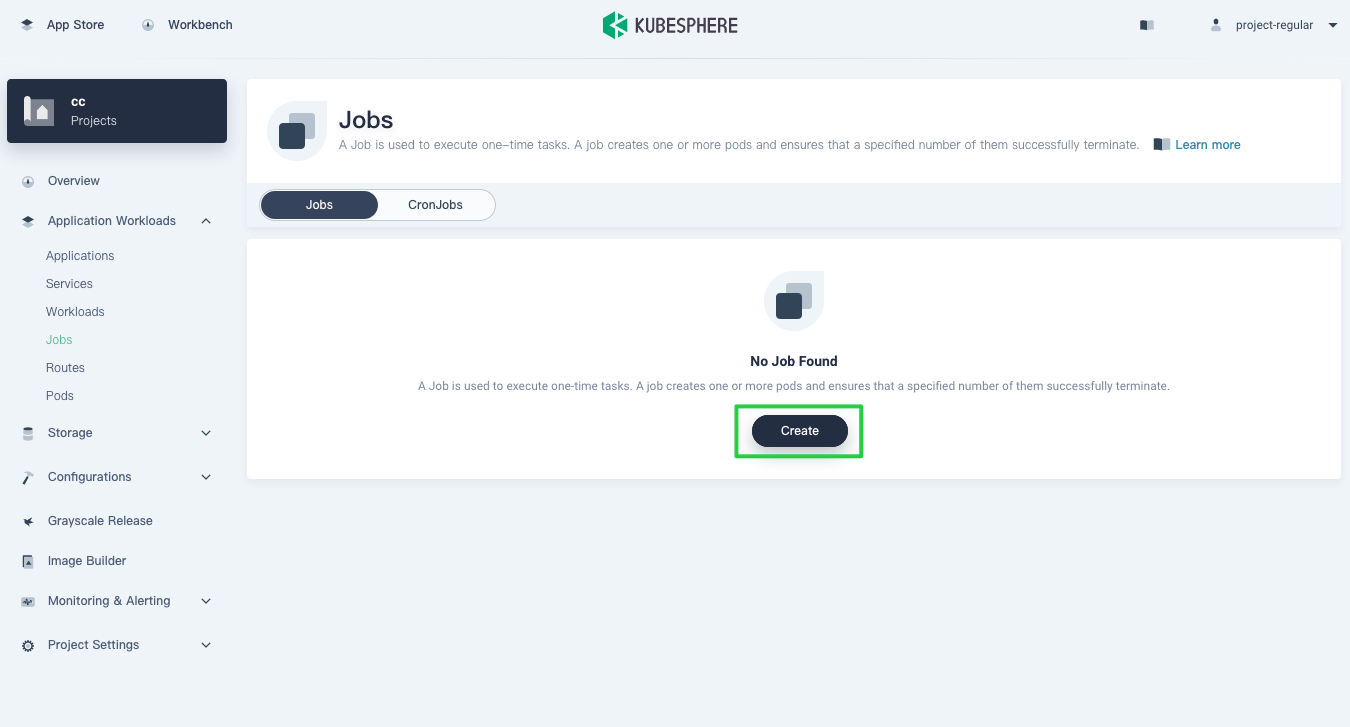 App Store
Workbench
KUBESPHERE
project-regular
cc
Projects
Overview
Application Workloads
Applications
Services
Workloads
Jobs
Routes
Pods
Storage
Configurations
Grayscale Release
Image Builder
Monitoring & Alerting
Project Settings
Jobs
A Job is used to execute one–time tasks. A job creates one or more pods and ensures that a specified number of them successfully terminate.
Learn more
Jobs
CronJobs
No Job Found
A Job is used to execute one-time tasks. A job creates one or more pods and ensures that a specified number of them successfully terminate.
Create